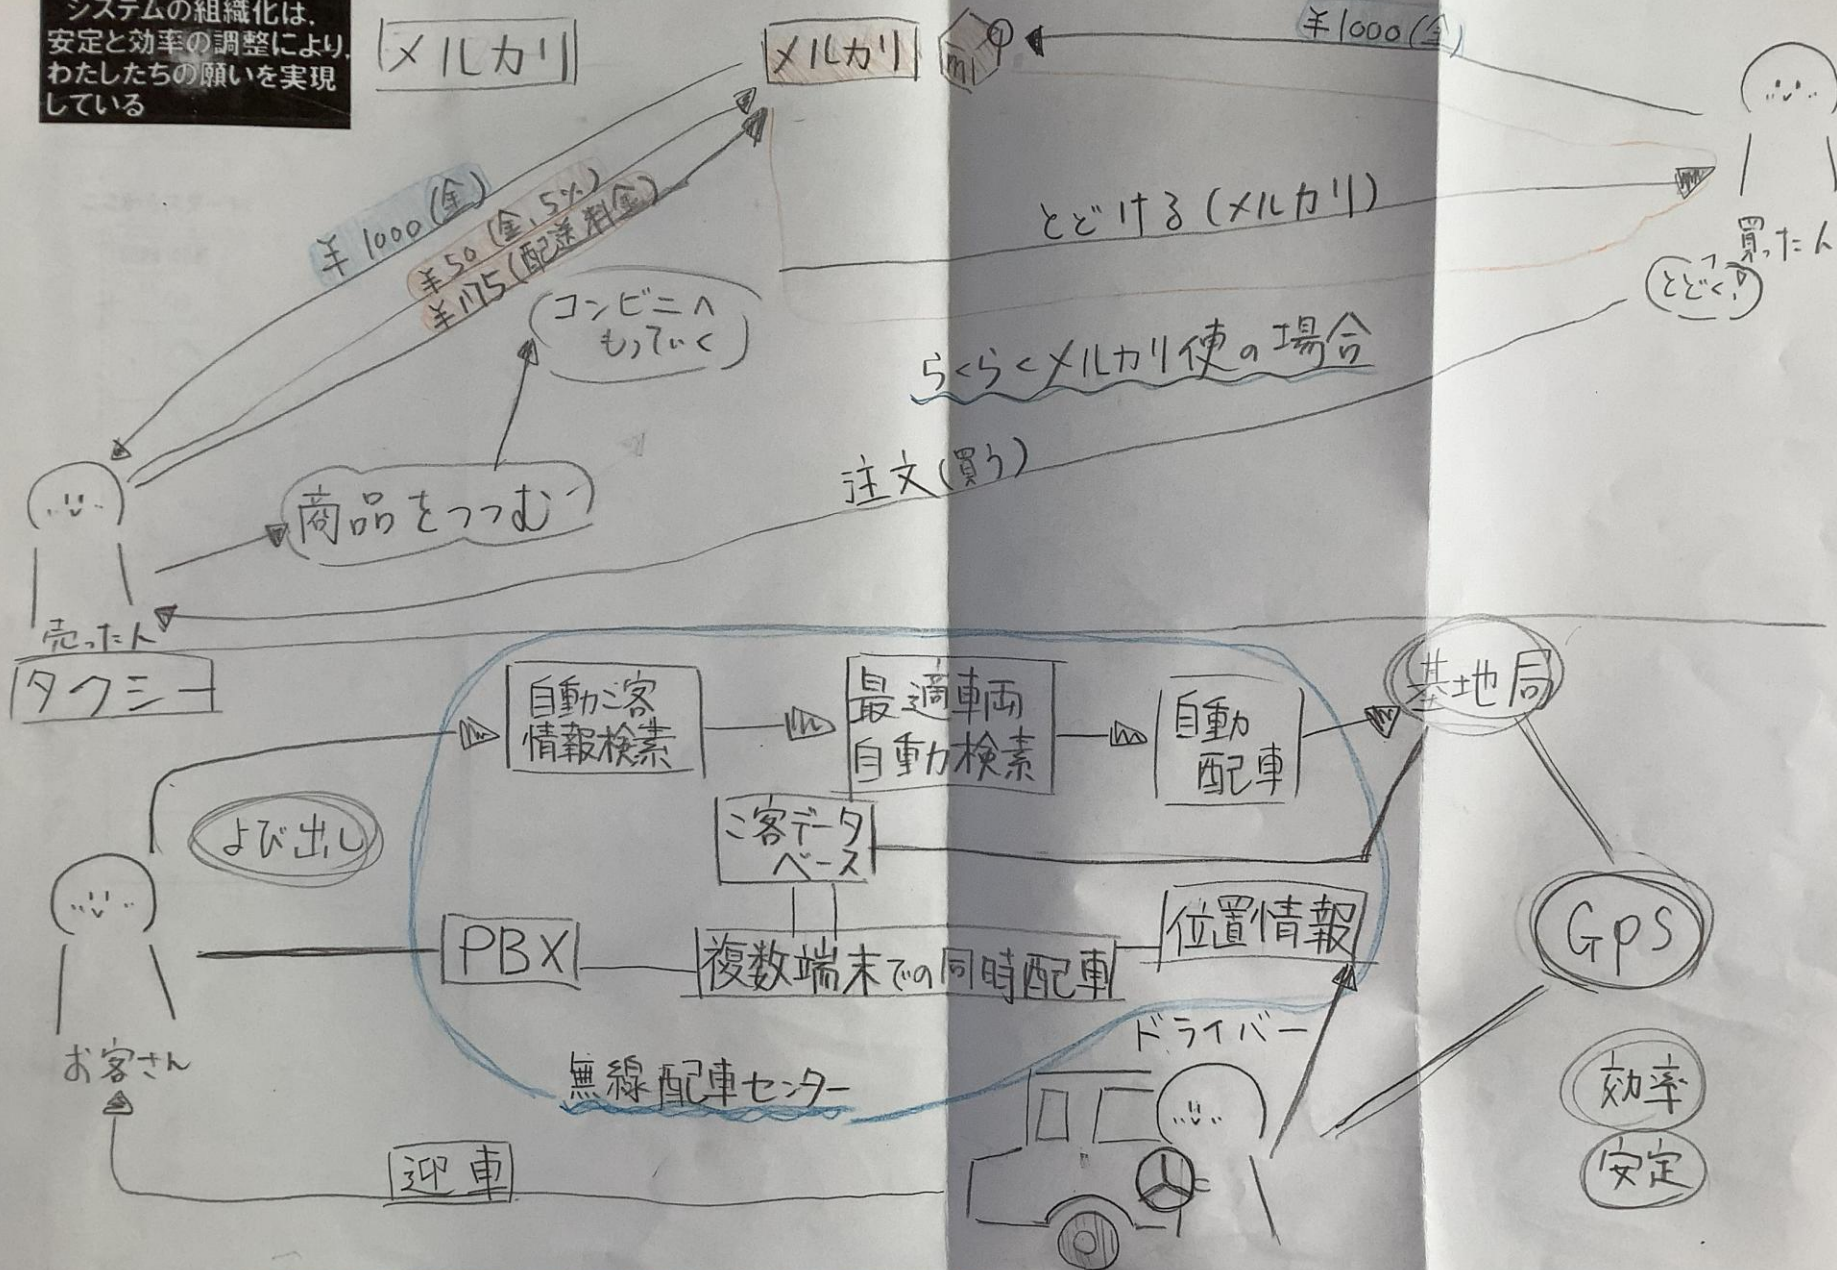 システムの組織化は、
安定と効率の調整により、
わたしたちの願いを実現
している
メルカリ
メルカリ
m
¥1000(金)
¥1000(金)
¥50(金、5%)
¥175(配送料金)
とどける(メルカリ)
買った人
とどくっ!
コンビニへ
もっていく
らくらくメルカリ便の場合
注文(買う)
商品をつつむ
売った人
タクシー
自動こ客
情報検索
最適車両
自動検索
自動
配車
基地局
よび出し
こ客データ
ベース
PBX
複数端末での同時配車
位置情報
GPS
お客さん
無線配車センター
ドライバー
迎車
効率
安定